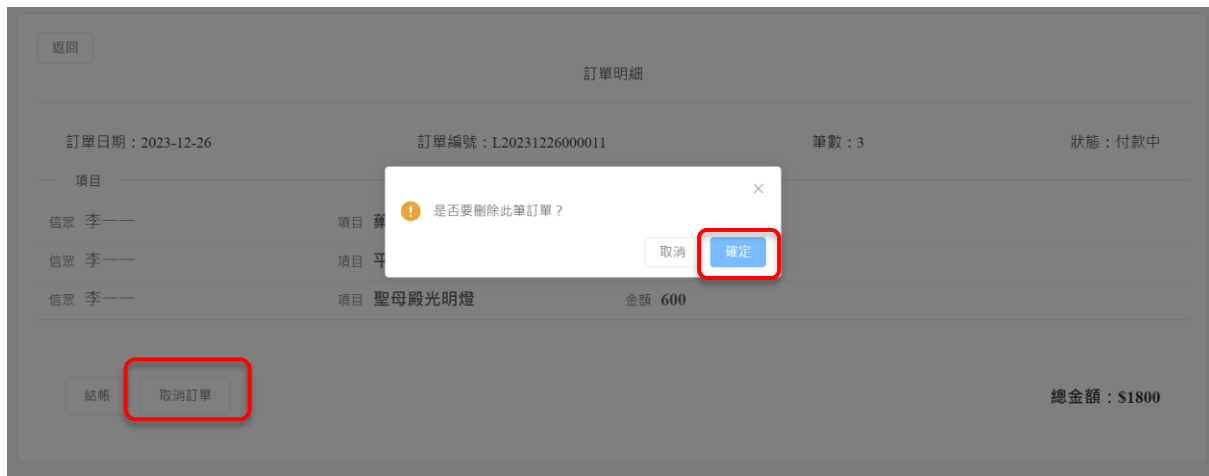 返回
訂單明細
訂單日期：2023-12-26 訂單編號：L20231226000011 筆數：3 狀態：付款中
項目
是否要刪除此筆訂單？
取消 確定
信眾 李一一 項目
信眾 李一一 項目
信眾 李一一 項目 聖母殿光明燈 金額 600
結帳 取消訂單 總金額：$1800